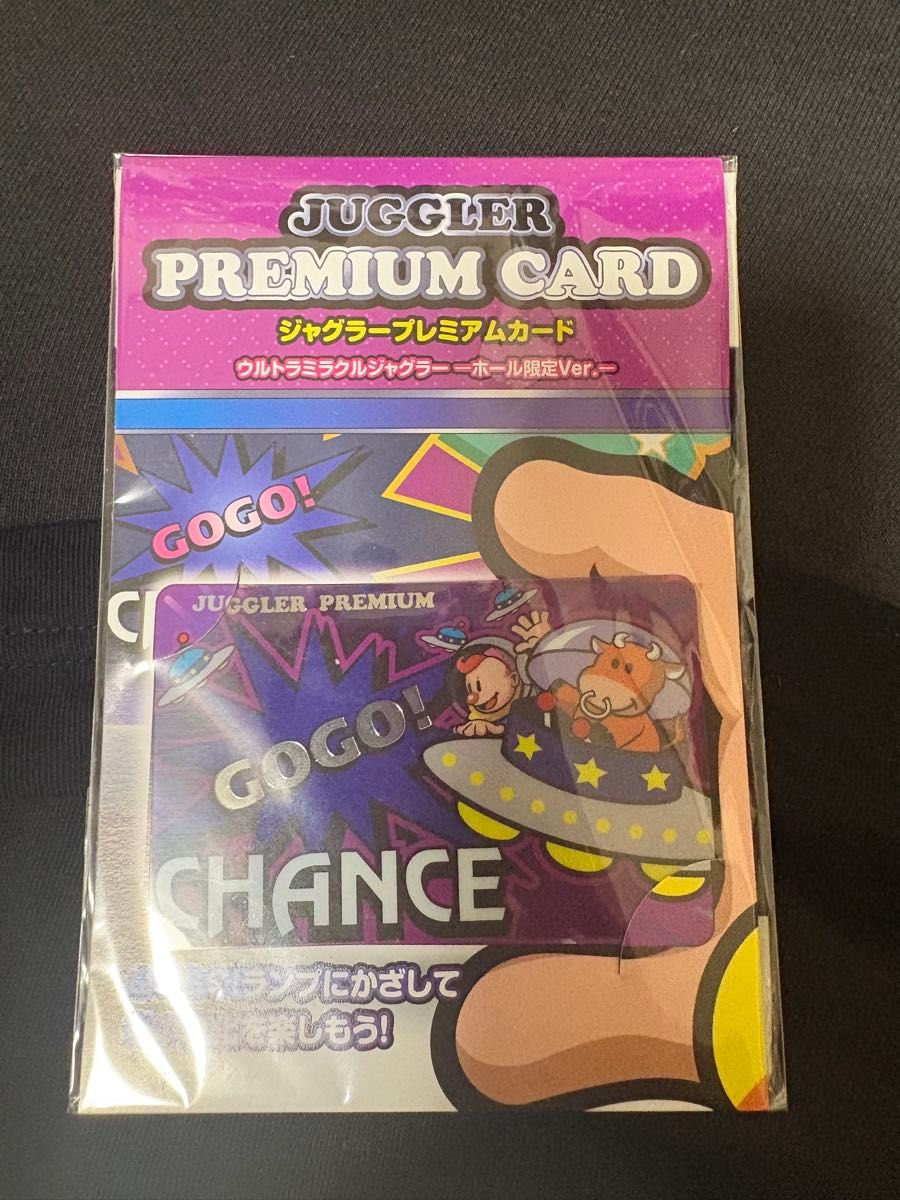 JUGGLER
PREMIUM CARD
ジャグラープレミアムカード
ウルトラミラクルジャグラー ーホール限定Ver.ー
GOGO!
C
JUGGLER PREMIUM
GOGO!
CHANCE
ランプにかざして
を楽しもう!